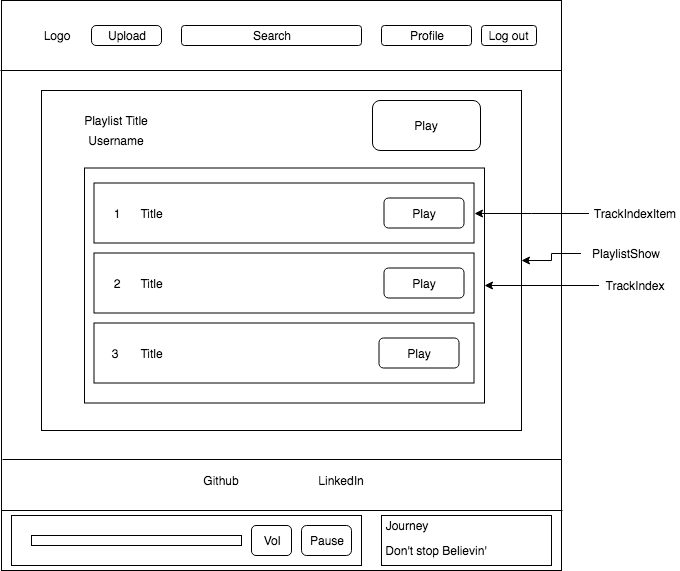 Logo
Upload
Search
Profile
Log out
Playlist Title
Username
Play
1 Title Play
TrackIndexItem
PlaylistShow
2 Title Play
TrackIndex
3 Title Play
Github
LinkedIn
Vol
Pause
Journey
Don't stop Believin'